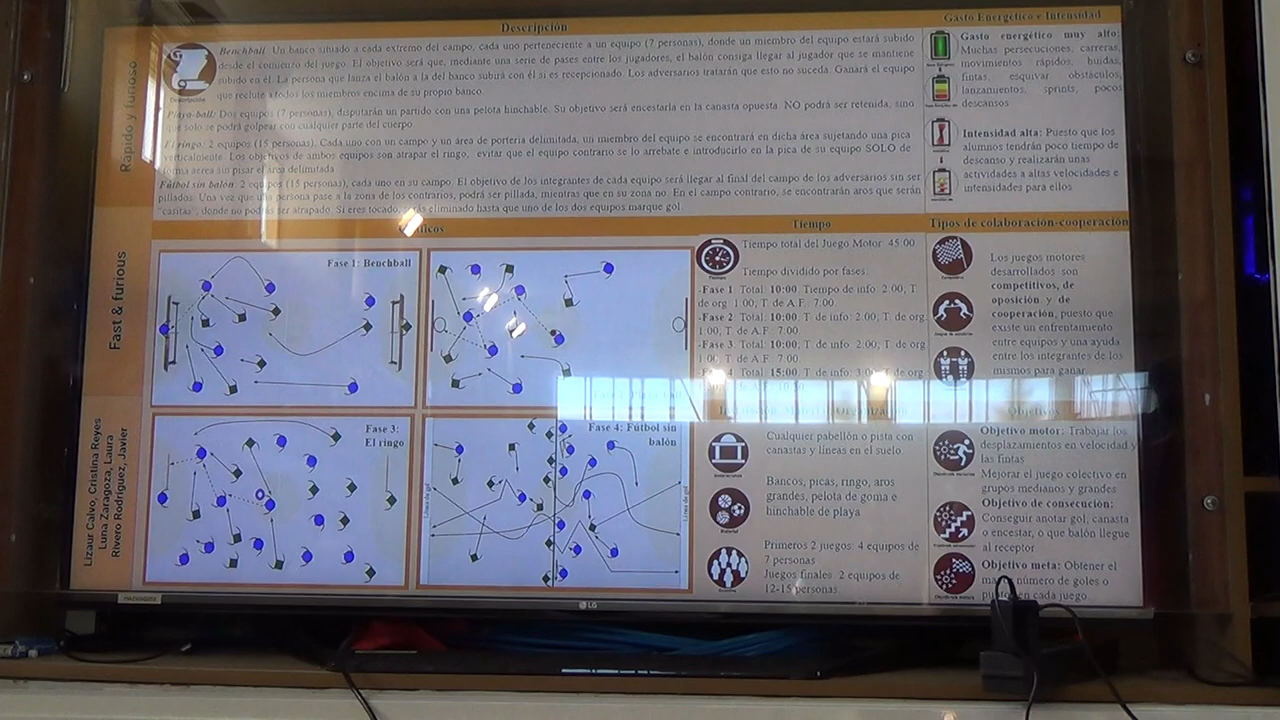 Descripción
Benchball. Un banco situado a cada extremo del campo, cada uno perteneciente a un equipo (7 personas), donde un miembro del equipo estará subido
desde el comienzo del juego. El objetivo será que, mediante una serie de pases entre los jugadores, el balón consiga llegar al jugador que se mantiene
subido en él. La persona que lanza el balón a la del banco subirá con él si es excepcionado. Los adversarios tratarán que esto no suceda. Ganará el equipo
que reclute a todos los miembros encima de su propio banco.
Descripción
Playa-ball: Dos equipos (7 personas), disputarán un partido con una pelota hinchable. Su objetivo será encestarla en la canasta opuesta. NO podrá ser retenida, sino
que solo se podrá golpear con cualquier parte del cuerpo
El ringo: 2 equipos (15 personas). Cada uno con un campo y un área de portería delimitada, un miembro del equipo se encontrará en dicha área sujetando una pica
verticalmente. Los objetivos de ambos equipos son atrapar el ringo, evitar que el equipo contrario se lo arrebate e introducirlo en la pica de su equipo SOLO de
forma aérea sin pisar el área delimitada
Fútbol sin balón: 2 equipos (15 personas), cada uno en su campo. El objetivo de los integrantes de cada equipo será llegar al final del campo de los adversarios sin ser
pillados. Una vez que una persona pase a la zona de los contrarios, podrá ser pillada, mientras que en su zona no. En el campo contrario, se encontrarán aros que serán
"casitas", donde no podrás ser atrapado. Si eres tocado, eliminado hasta que uno de los dos equipos marque gol.
Gasto Energético e Intensidad
Gasto energético muy alto:
Muchas persecuciones, carreras,
movimientos rápidos, huidas,
fintas, esquivar obstáculos,
lanzamientos, sprints, pocos
descansos
Intensidad alta: Puesto que los
alumnos tendrán poco tiempo de
descanso y realizarán unas
actividades a altas velocidades e
intensidades para ellos
Rápido y furioso
Fast & furious
Lizaur Calvo, Cristina Reyes
Luna Zaragoza, Laura
Rivero Rodríguez, Javier
Fase 1: Benchball
Fase 3:
El ringo
Fase 4: Fútbol sin
balón
Línea de gol
Línea de gol
Tiempo
Tiempo
Tiempo total del Juego Motor 45:00
Tiempo dividido por fases:
-Fase 1. Total: 10:00. Tiempo de info: 2:00, T.
de org. 1:00, T. de A.F.: 7:00.
-Fase 2. Total: 10:00, T. de info: 2:00, T. de org.
1:00, T. de A.F.: 7:00.
-Fase 3. Total: 10:00, T. de info: 2:00, T. de org.
1:00, T. de A.F.: 7:00.
4 Total: 15:00, T. de info: T. de org.
Tipos de colaboración-cooperación
Los juegos motores
desarrollados son
competitivos, de
oposición y de
cooperación, puesto que
existe un enfrentamiento
entre equipos y una ayuda
entre los integrantes de los
mismos para ganar
Cualquier pabellón o pista con
canastas y líneas en el suelo.
Bancos, picas, ringo, aros
grandes, pelota de goma e
hinchable de playa
Material
Primeros 2 juegos: 4 equipos de
7 personas
Juegos finales: 2 equipos de
12-15 personas
Objetivos
Objetivo motor: Trabajar los
desplazamientos en velocidad y
las fintas
Mejorar el juego colectivo en
grupos medianos y grandes
Objetivo de consecución:
Conseguir anotar gol, canasta
o encestar, o que balón llegue
al receptor
Objetivo meta: Obtener el
número de goles o
en cada juego.
LG